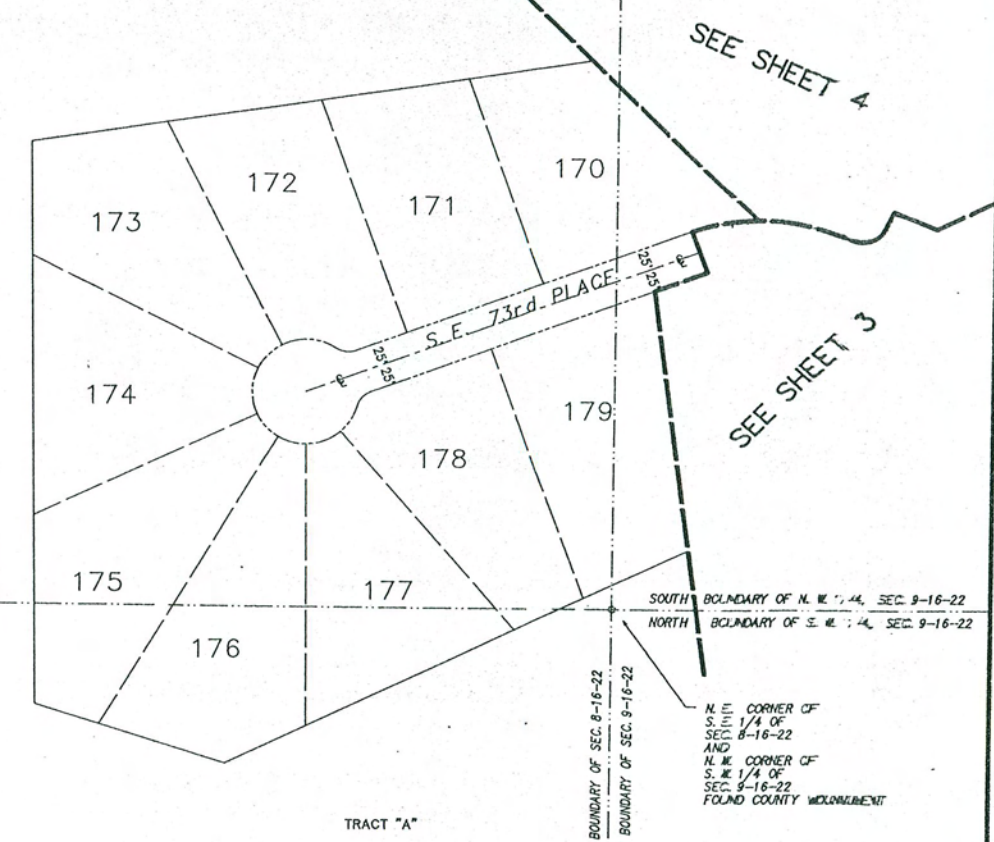 SEE SHEET 4
170
172
171
173
25' 25'
℄
S. E. 73rd PLACE
SEE SHEET 3
25' 25'
℄
174
179
178
175
177
SOUTH BOUNDARY OF N. W. SEC. 9-16-22
NORTH BOUNDARY OF S. W. SEC. 9-16-22
176
BOUNDARY OF SEC. 8-16-22
BOUNDARY OF SEC. 9-16-22
N. E. CORNER OF
S. E 1/4 OF
SEC. 8-16-22
AND
N. W. CORNER OF
S. W. 1/4 OF
SEC. 9-16-22
FOUND COUNTY
TRACT "A"